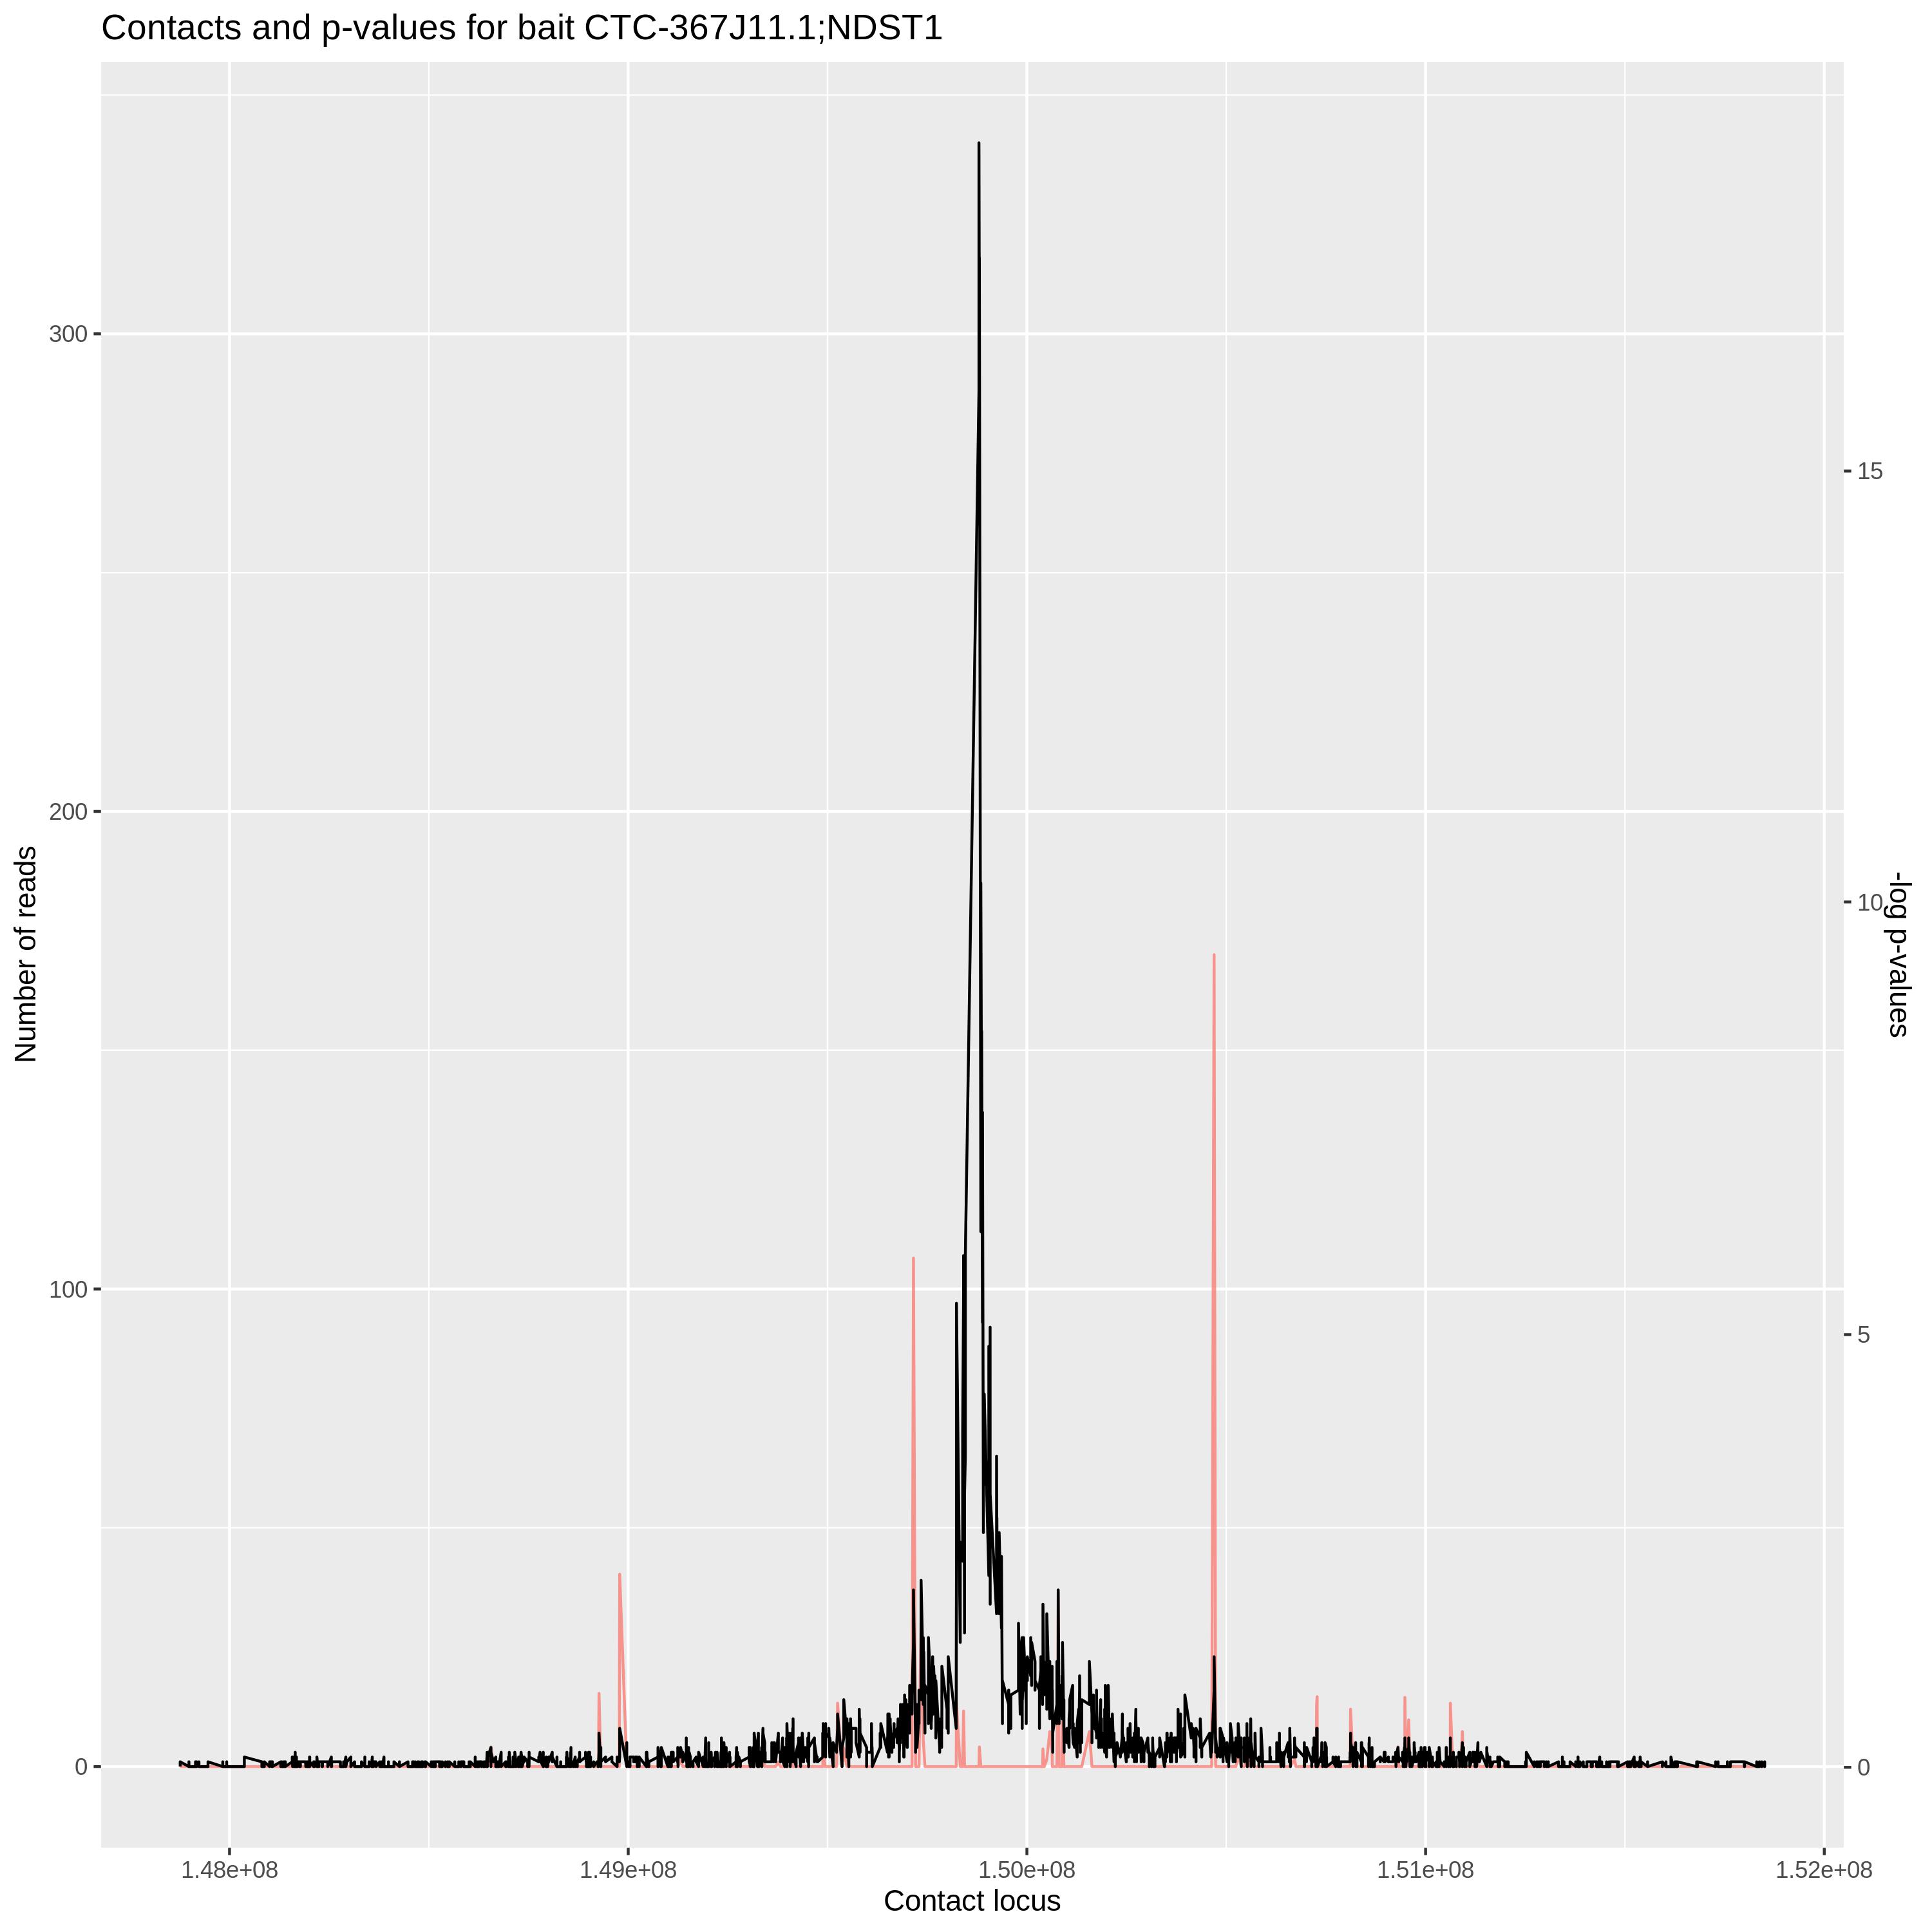 Contacts and p-values for bait CTC-367J11.1;NDST1
300
200
100
0
Number of reads
15
10
5
0
-log p-values
1.48e+08 1.49e+08 1.50e+08 1.51e+08 1.52e+08
Contact locus